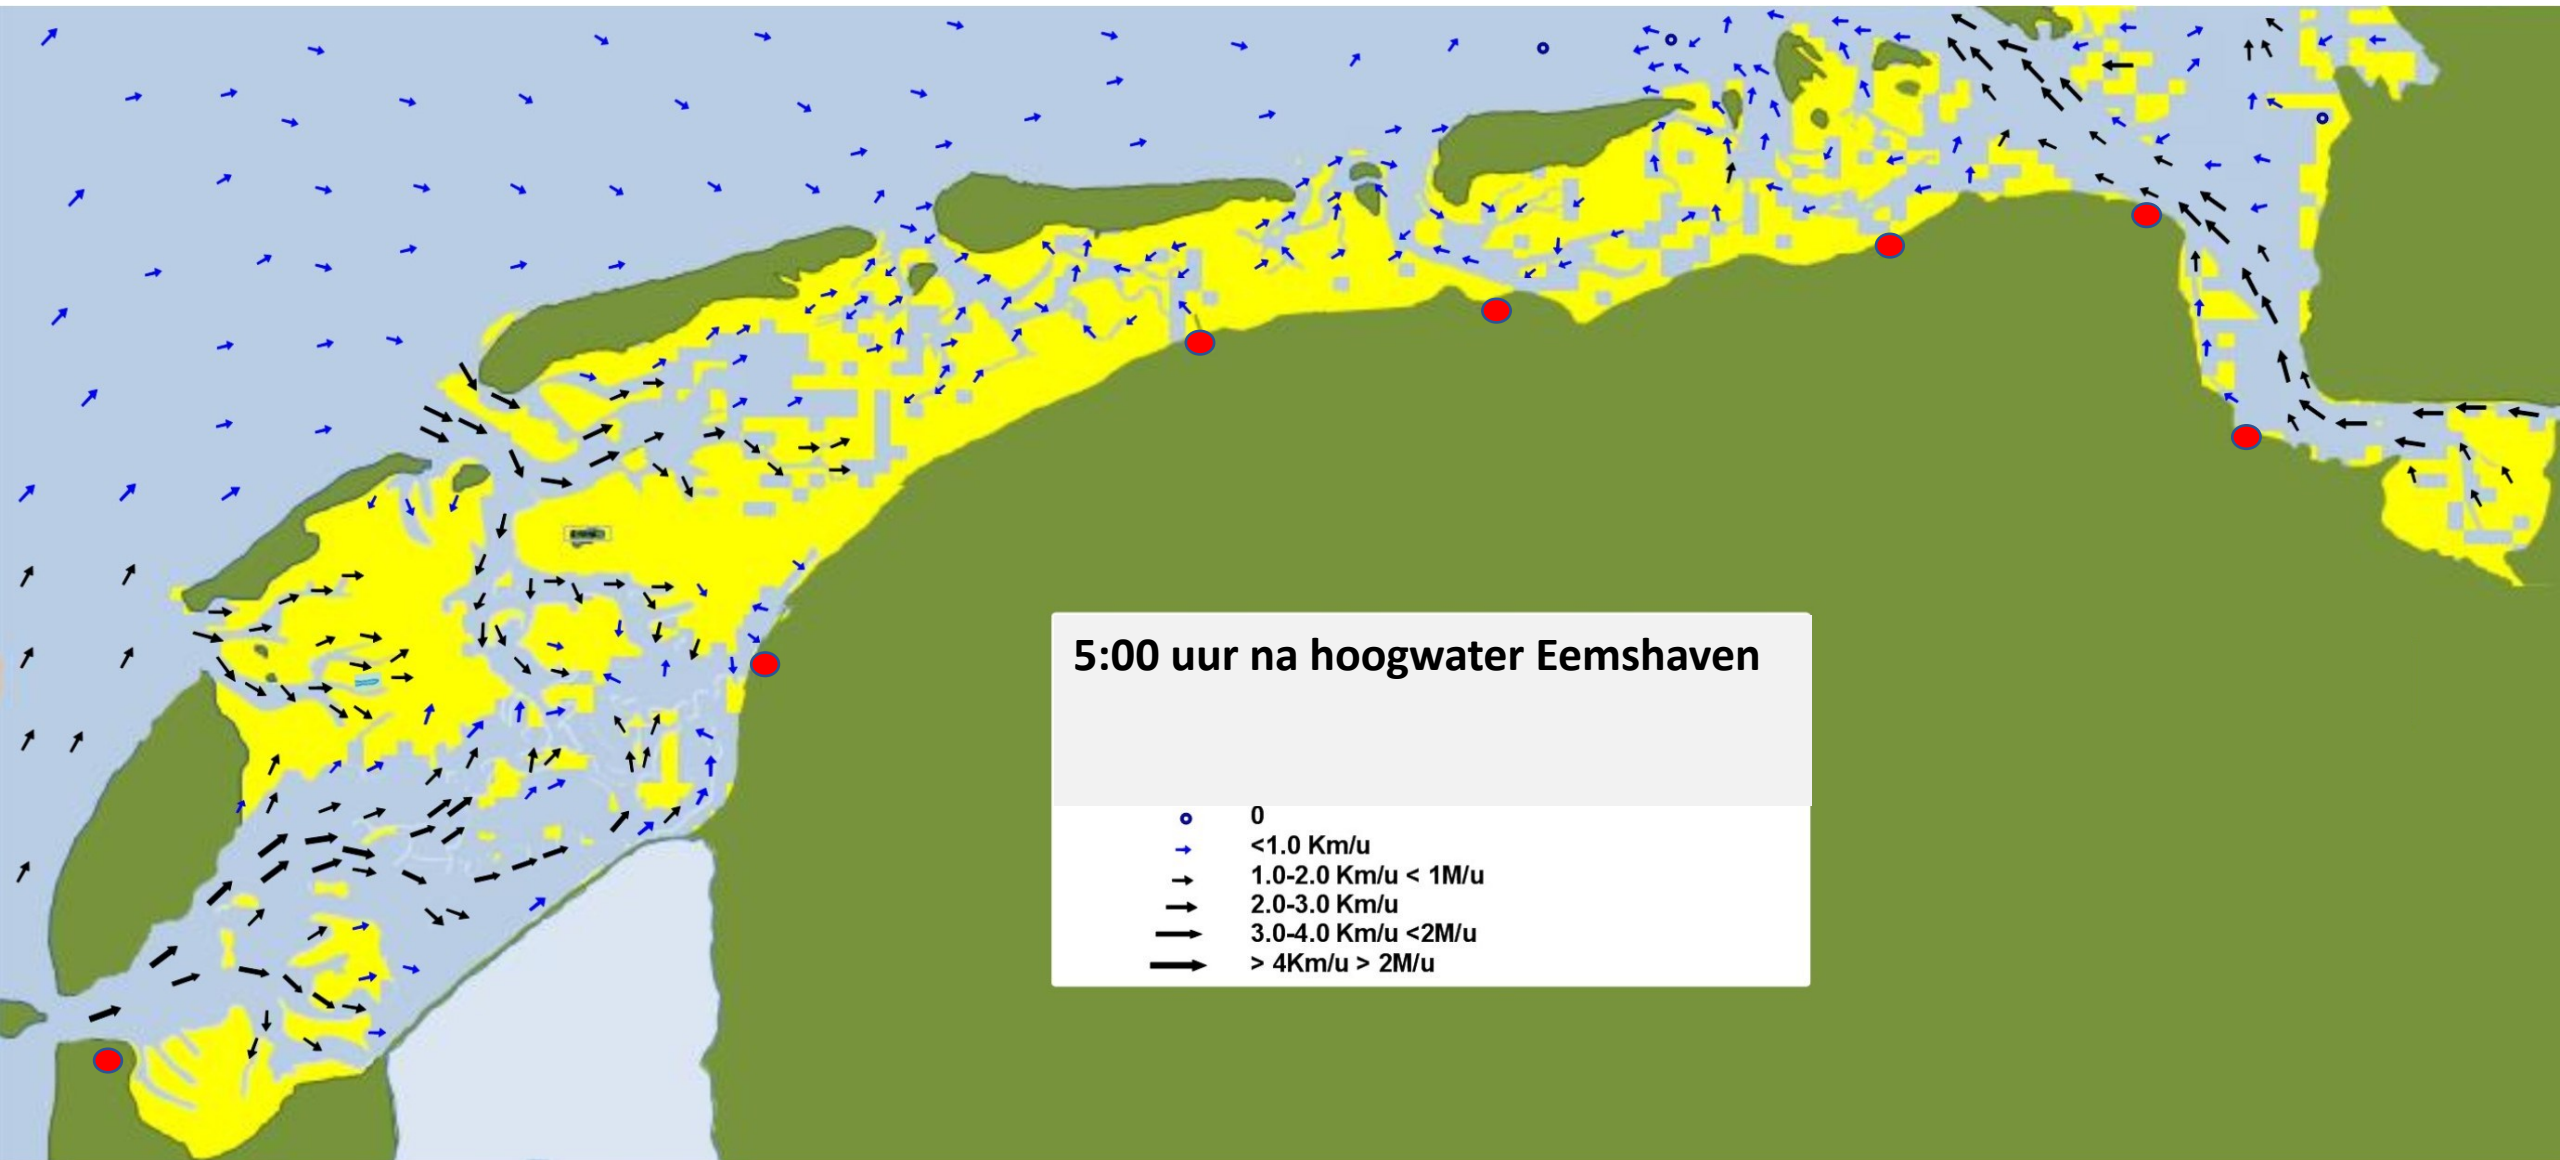 5:00 uur na hoogwater Eemshaven
0
<1.0 Km/u
1.0-2.0 Km/u < 1M/u
2.0-3.0 Km/u
3.0-4.0 Km/u <2M/u
> 4Km/u > 2M/u